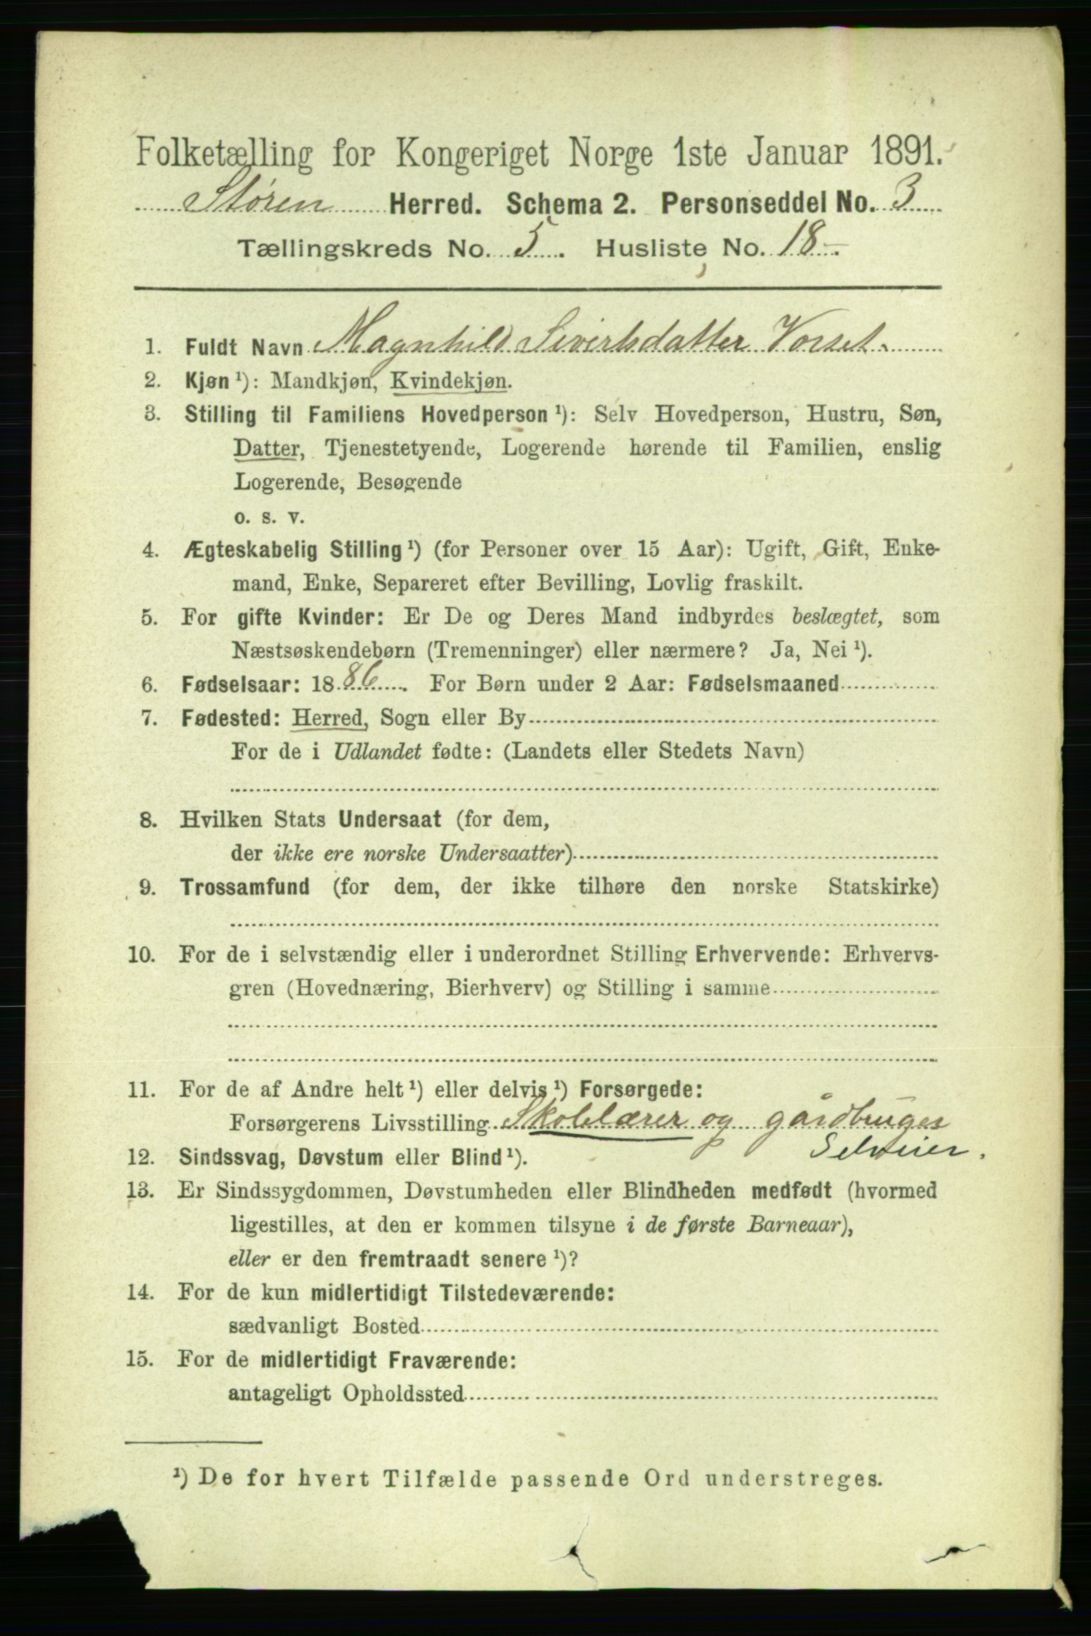 Folketælling for Kongeriget Norge 1ste Januar 1891.
Støren Herred. Schema 2. Personseddel No. 3
Tællingskreds No. 5. Husliste No. 18
1. Fuldt Navn Magnhild Sivertsdatter Vorset.
2. Kjøn ¹): Mandkjøn, Kvindekjøn.
3. Stilling til Familiens Hovedperson ¹): Selv Hovedperson, Hustru, Søn,
Datter, Tjenestetyende, Logerende hørende til Familien, enslig
Logerende, Besøgende
o. s. v.
4. Ægteskabelig Stilling ¹) (for Personer over 15 Aar): Ugift, Gift, Enke-
mand, Enke, Separeret efter Bevilling, Lovlig fraskilt.
5. For gifte Kvinder: Er De og Deres Mand indbyrdes beslægtet, som
Næstsøskendebørn (Tremenninger) eller nærmere? Ja, Nei ¹).
6. Fødselsaar: 1886. For Børn under 2 Aar: Fødselsmaaned
7. Fødested: Herred, Sogn eller By
For de i Udlandet fødte: (Landets eller Stedets Navn)
8. Hvilken Stats Undersaat (for dem,
der ikke ere norske Undersaatter)
9. Trossamfund (for dem, der ikke tilhøre den norske Statskirke)
10. For de i selvstændig eller i underordnet Stilling Erhvervende: Erhvervs-
gren (Hovednæring, Bierhverv) og Stilling i samme
11. For de af Andre helt ¹) eller delvis ¹) Forsørgede:
Forsørgerens Livsstilling Skolelærer og gårdbruger
Selveier.
12. Sindssvag, Døvstum eller Blind ¹).
13. Er Sindssygdommen, Døvstumheden eller Blindheden medfødt (hvormed
ligestilles, at den er kommen tilsyne i de første Barneaar),
eller er den fremtraadt senere ¹)?
14. For de kun midlertidigt Tilstedeværende:
sædvanligt Bosted
15. For de midlertidigt Fraværende:
antageligt Opholdssted
¹) De for hvert Tilfælde passende Ord understreges.